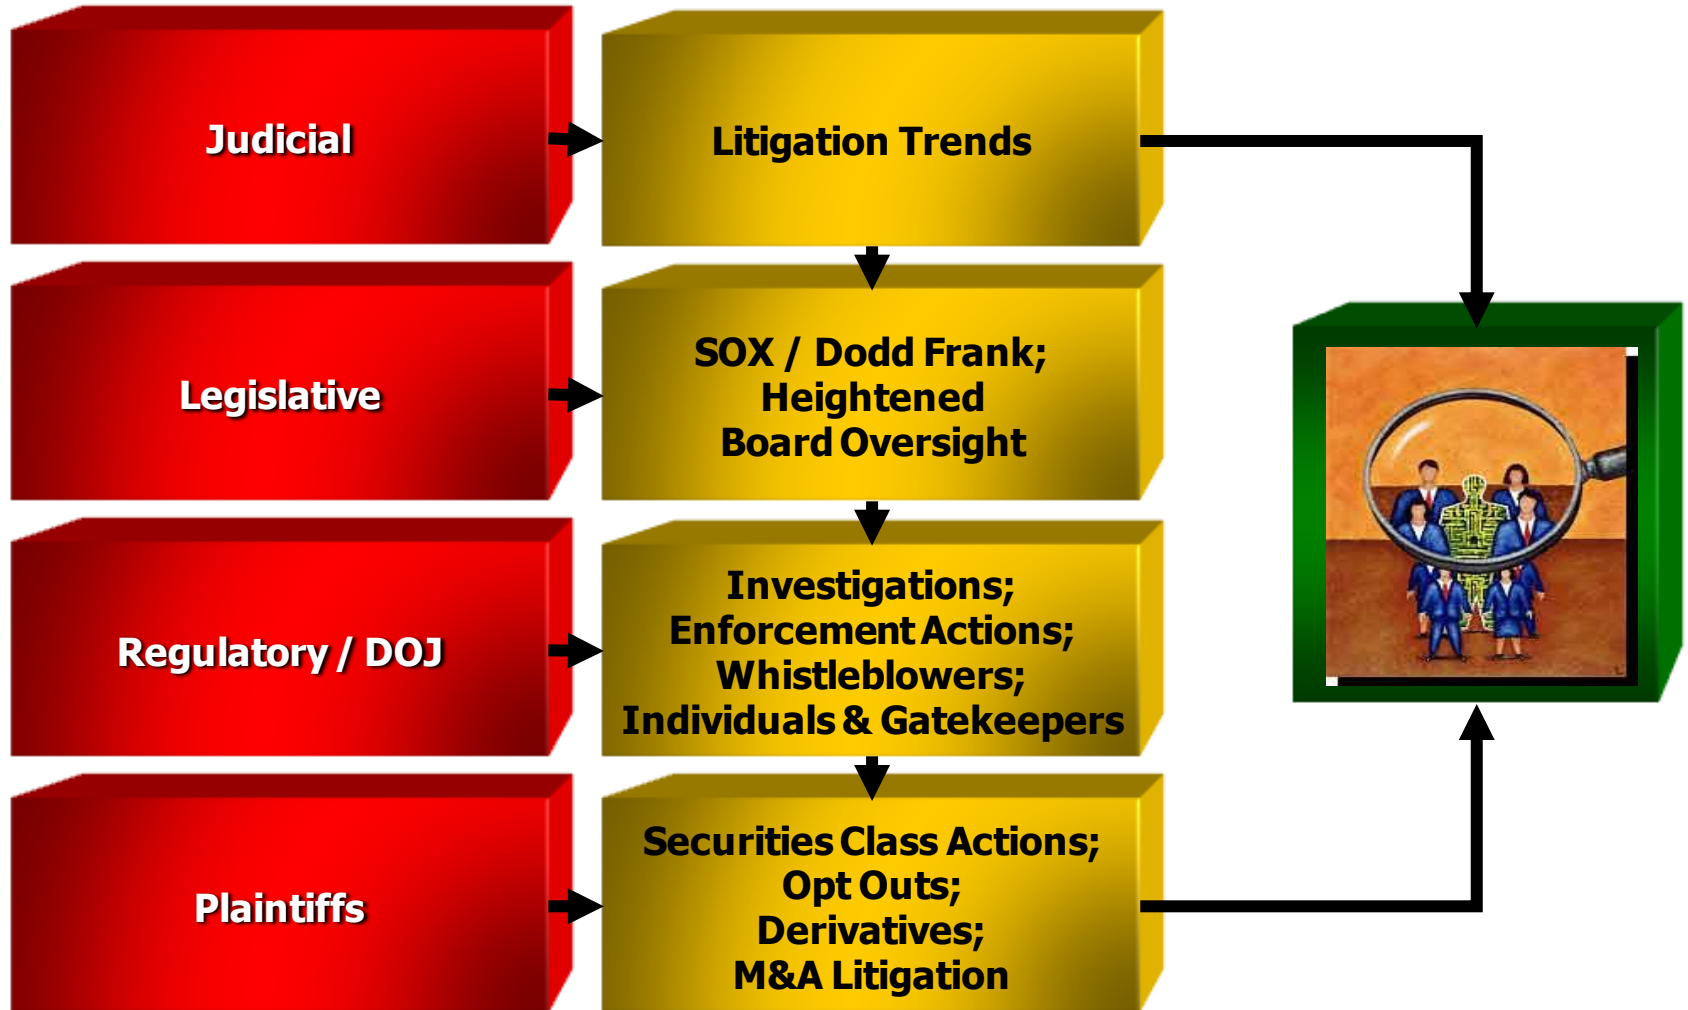 Judicial
Litigation Trends
Legislative
SOX / Dodd Frank;
Heightened
Board Oversight
Regulatory / DOJ
Investigations;
Enforcement Actions;
Whistleblowers;
Individuals & Gatekeepers
Plaintiffs
Securities Class Actions;
Opt Outs;
Derivatives;
M&A Litigation